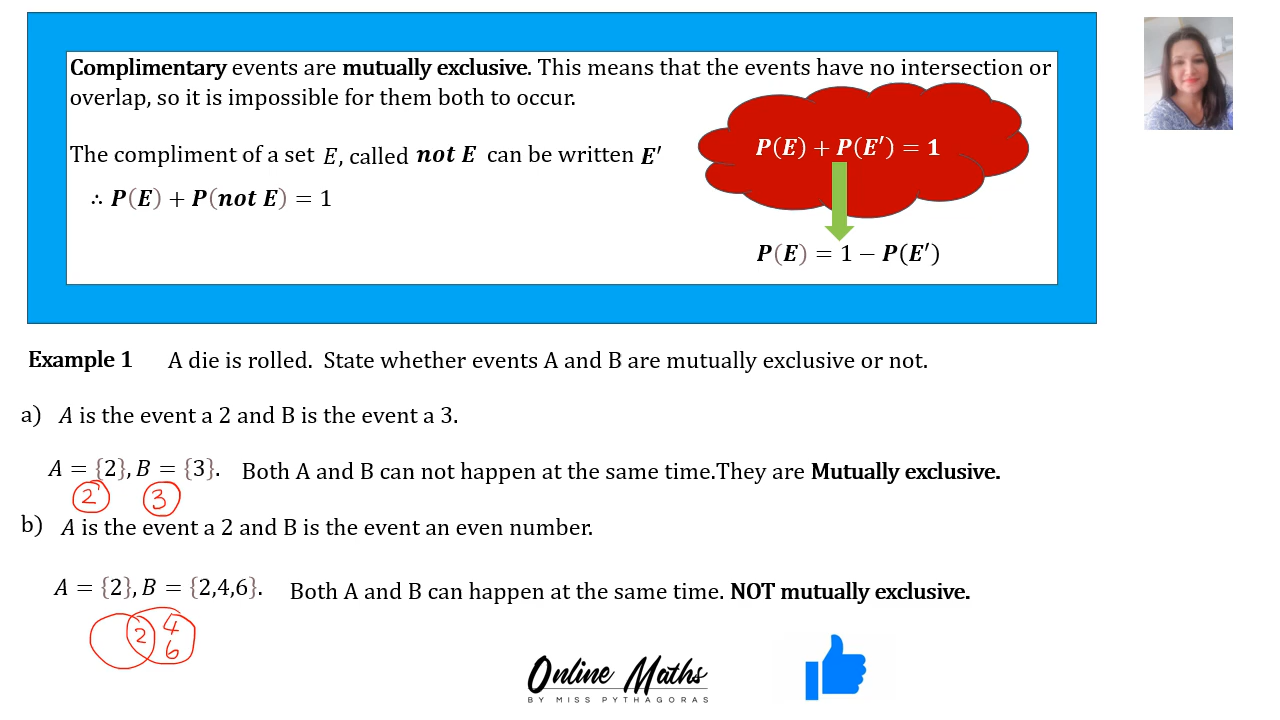 Complimentary events are mutually exclusive. This means that the events have no intersection or
overlap, so it is impossible for them both to occur.
The compliment of a set E, called not E can be written E′
∴ P(E) + P(not E) = 1
P(E) + P(E′) = 1
P(E) = 1 − P(E′)
Example 1 A die is rolled. State whether events A and B are mutually exclusive or not.
a) A is the event a 2 and B is the event a 3.
A = {2}, B = {3}. Both A and B can not happen at the same time.They are Mutually exclusive.
2 3
b) A is the event a 2 and B is the event an even number.
A = {2}, B = {2,4,6}. Both A and B can happen at the same time. NOT mutually exclusive.
2 4
6
Online Maths
BY MISS PYTHAGORAS